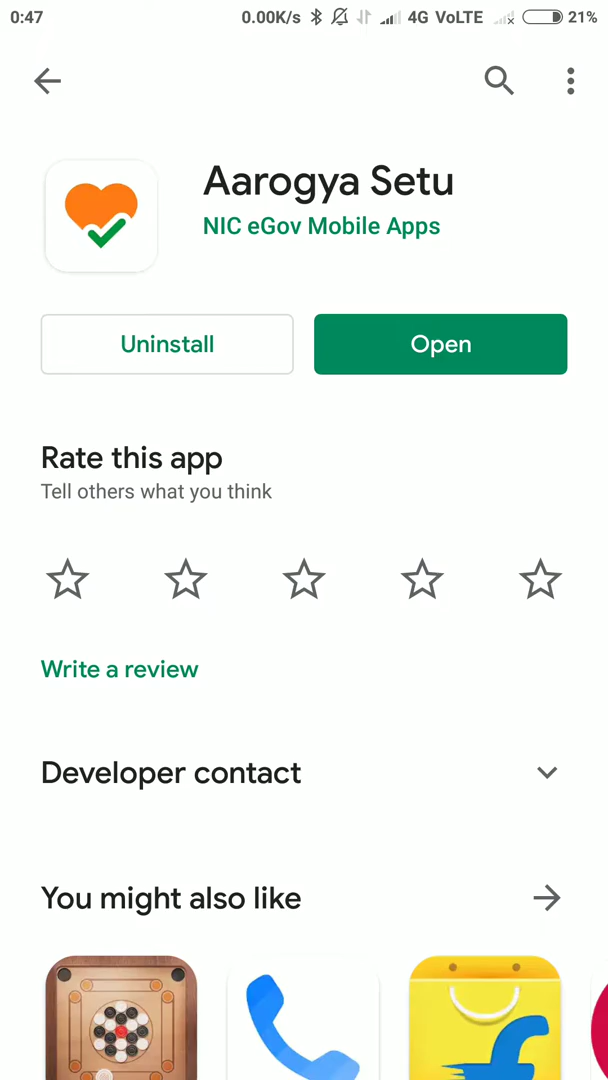 0:47 0.00K/s 4G VoLTE 21%
Aarogya Setu
NIC eGov Mobile Apps
Uninstall Open
Rate this app
Tell others what you think
Write a review
Developer contact
You might also like